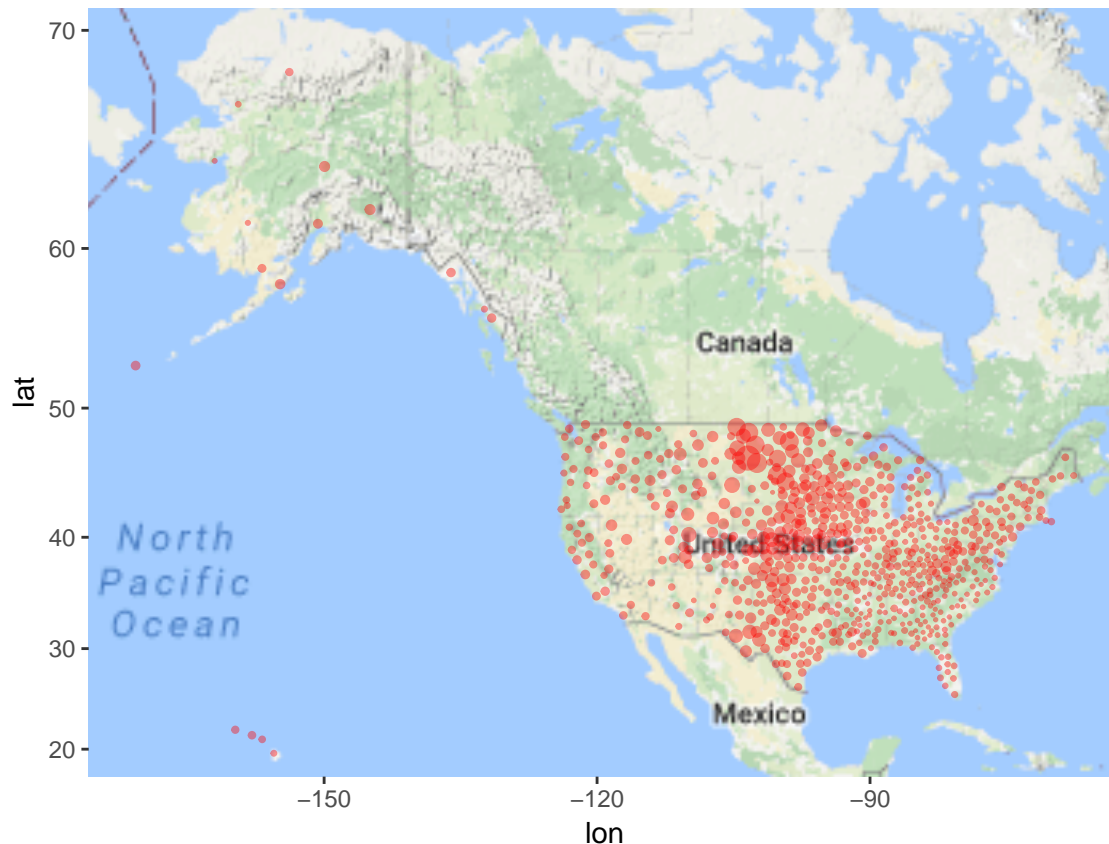 70
60
50
40
30
20
lat
Canada
United States
North
Pacific
Ocean
Mexico
−150
−120
−90
lon